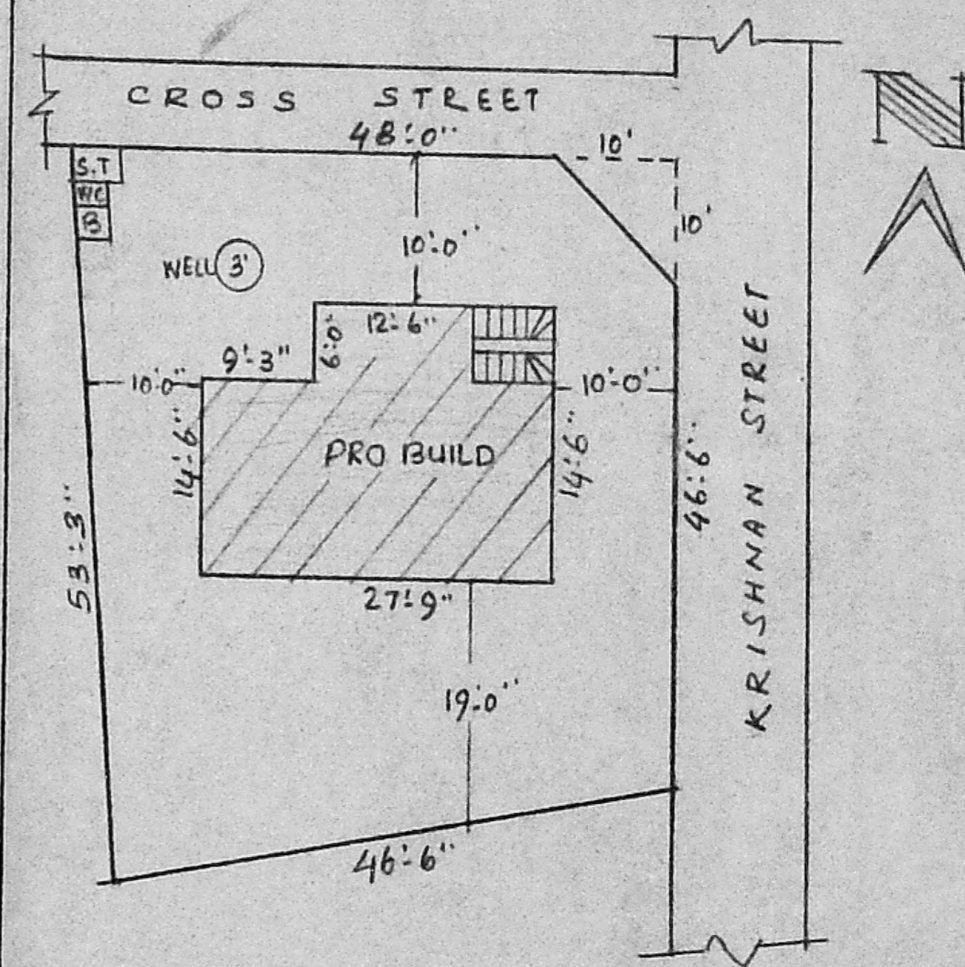 CROSS STREET
48'-0"
10'
S.T
WC
B
10'
N
WELL 3'
10'-0"
12'-6"
6'-0"
9'-3"
10'-0"
10'-0"
14'-6"
PRO BUILD
14'-6"
46'-6"
KRISHNAN STREET
53'-3"
27'-9"
19'-0"
46'-6"